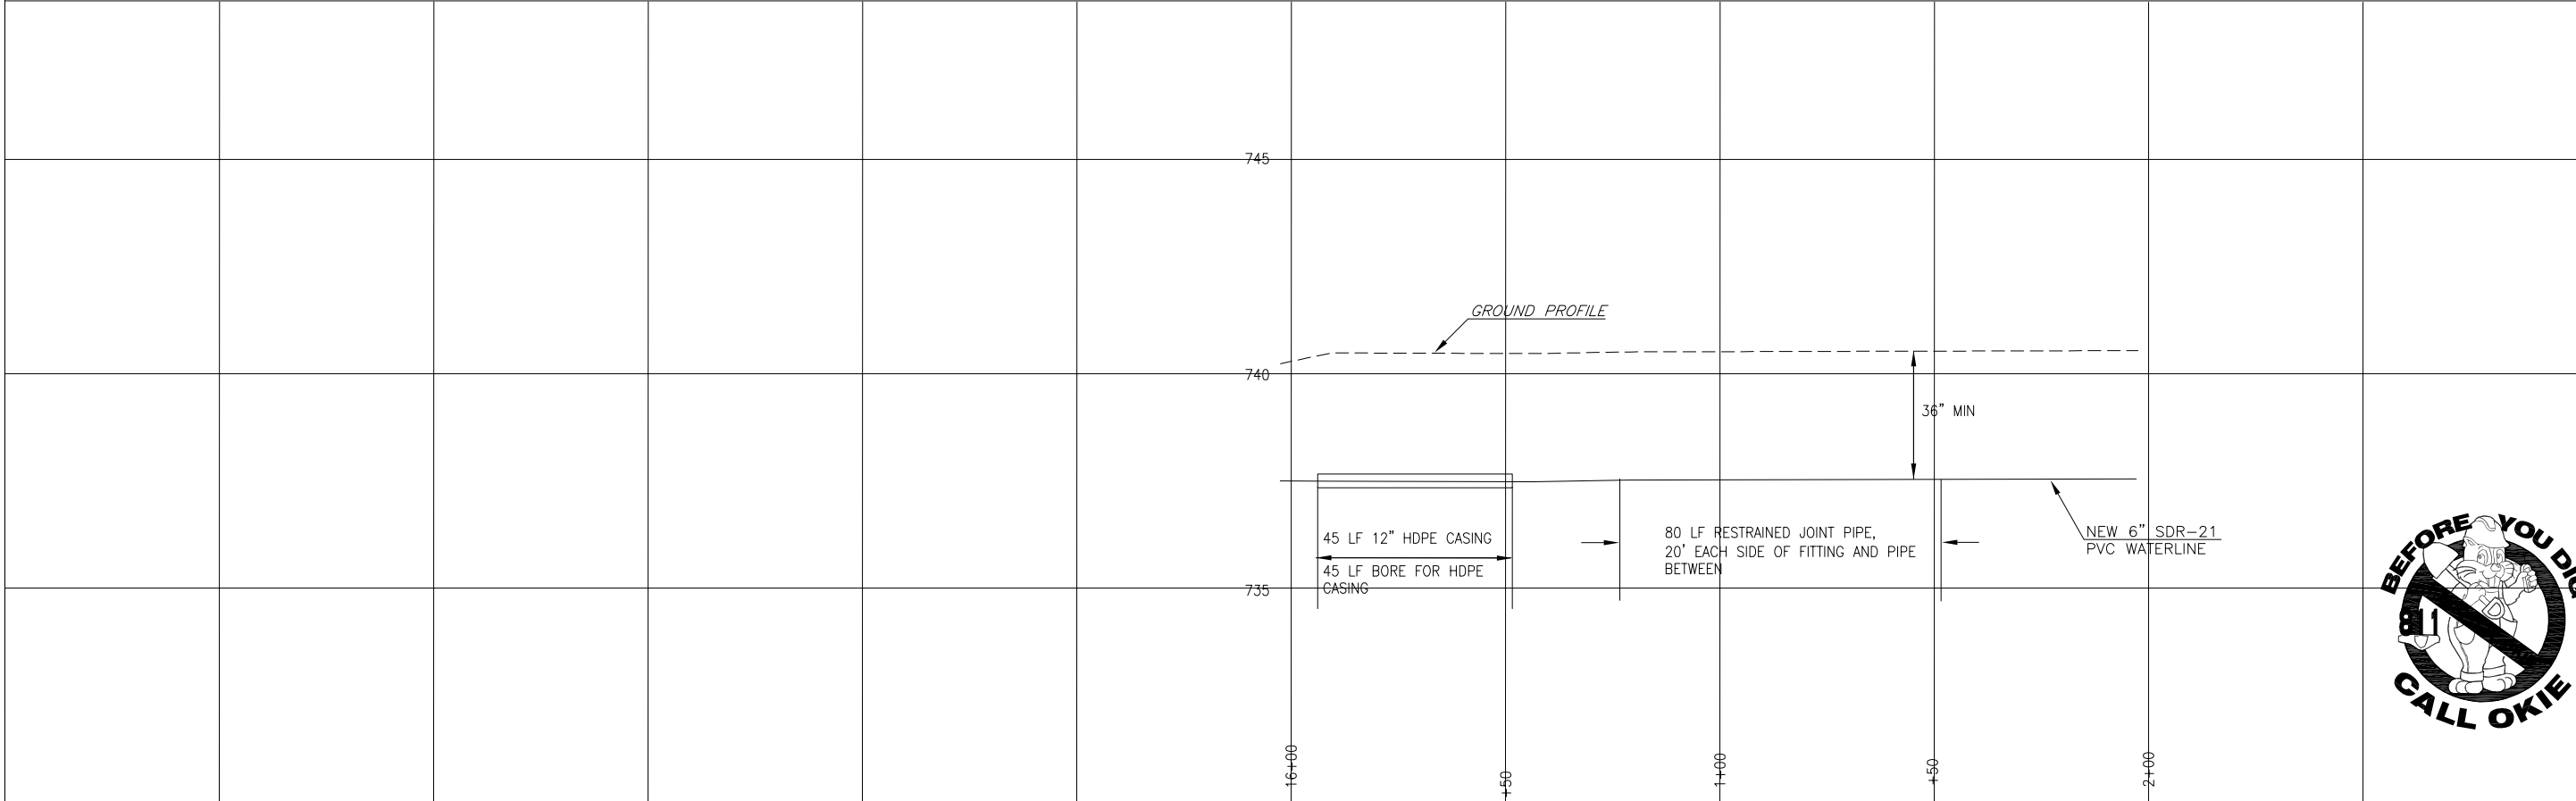 745
GROUND PROFILE
740
36" MIN
45 LF 12" HDPE CASING
45 LF BORE FOR HDPE
CASING
80 LF RESTRAINED JOINT PIPE,
20' EACH SIDE OF FITTING AND PIPE
BETWEEN
NEW 6" SDR-21
PVC WATERLINE
735
BEFORE YOU DIG
811
CALL OKIE
16+00
+50
1+00
+50
2+00